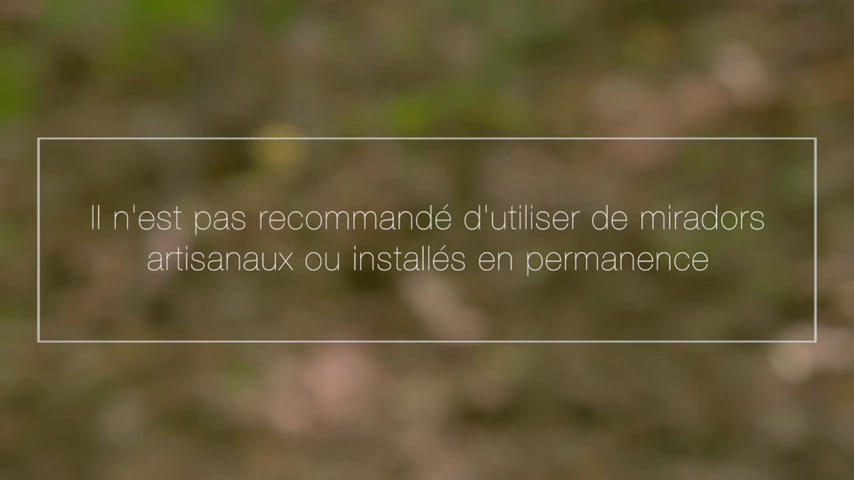 Il n'est pas recommandé d'utiliser de miradors
artisanaux ou installés en permanence